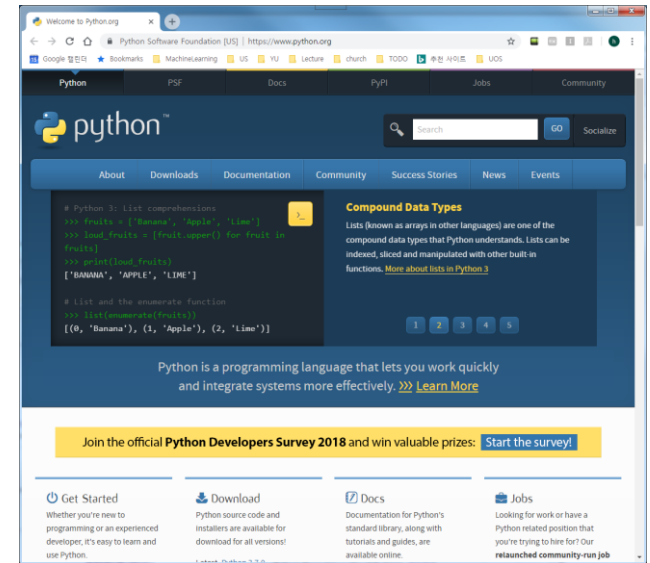 Welcome to Python.org
Python Software Foundation [US] | https://www.python.org
Google 캘린더 Bookmarks MachineLearning US YU Lecture church TODO 추천 사이트 UOS
Python PSF Docs PyPI Jobs Community
python™
Search GO Socialize
About Downloads Documentation Community Success Stories News Events
# Python 3: List comprehensions
>>> fruits = ['Banana', 'Apple', 'Lime']
>>> loud_fruits = [fruit.upper() for fruit in
fruits]
>>> print(loud_fruits)
['BANANA', 'APPLE', 'LIME']
# List and the enumerate function
>>> list(enumerate(fruits))
[(0, 'Banana'), (1, 'Apple'), (2, 'Lime')]
>_
Compound Data Types
Lists (known as arrays in other languages) are one of the
compound data types that Python understands. Lists can be
indexed, sliced and manipulated with other built-in
functions. More about lists in Python 3
1 2 3 4 5
Python is a programming language that lets you work quickly
and integrate systems more effectively. >>> Learn More
Join the official Python Developers Survey 2018 and win valuable prizes: Start the survey!
Get Started
Whether you're new to
programming or an experienced
developer, it's easy to learn and
use Python.
Download
Python source code and
installers are available for
download for all versions!
Docs
Documentation for Python's
standard library, along with
tutorials and guides, are
available online.
Jobs
Looking for work or have a
Python related position that
you're trying to hire for? Our
relaunched community-run job